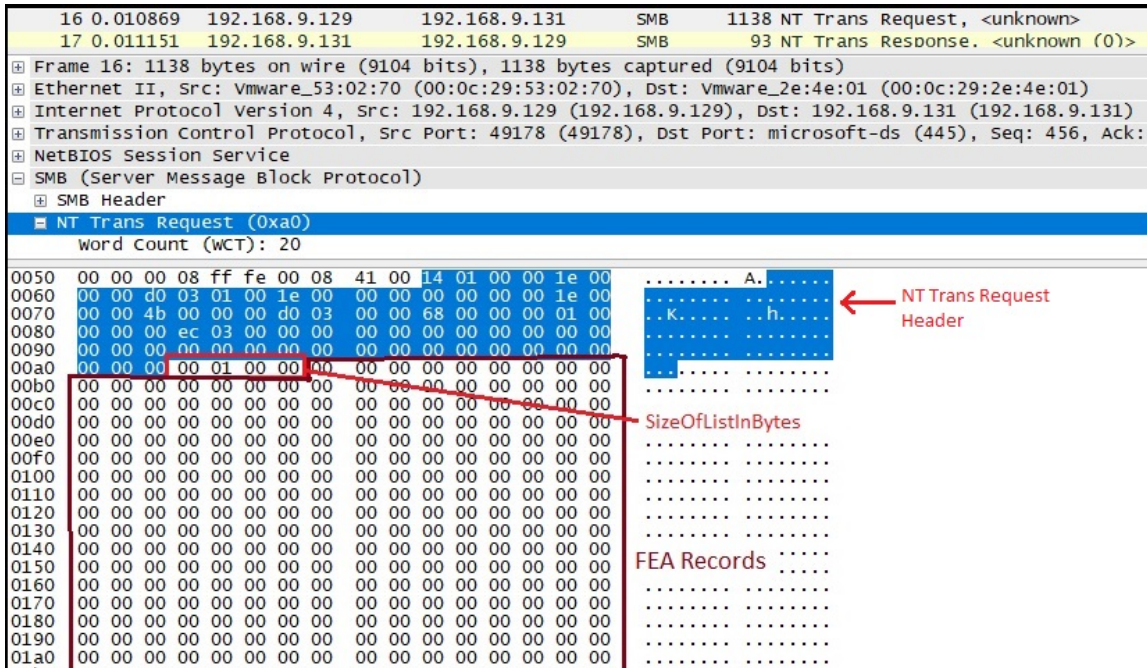 16 0.010869 192.168.9.129 192.168.9.131 SMB 1138 NT Trans Request, <unknown>
17 0.011151 192.168.9.131 192.168.9.129 SMB 93 NT Trans Response, <unknown (0)>
Frame 16: 1138 bytes on wire (9104 bits), 1138 bytes captured (9104 bits)
Ethernet II, Src: Vmware_53:02:70 (00:0c:29:53:02:70), Dst: Vmware_2e:4e:01 (00:0c:29:2e:4e:01)
Internet Protocol Version 4, Src: 192.168.9.129 (192.168.9.129), Dst: 192.168.9.131 (192.168.9.131)
Transmission Control Protocol, Src Port: 49178 (49178), Dst Port: microsoft-ds (445), Seq: 456, Ack:
NetBIOS Session Service
SMB (Server Message Block Protocol)
SMB Header
NT Trans Request (0xa0)
Word Count (WCT): 20
0050 00 00 00 08 ff fe 00 08 41 00 14 01 00 00 1e 00 ........ A.......
0060 00 00 d0 03 01 00 1e 00 00 00 00 00 00 00 1e 00 ........ ........
0070 00 00 4b 00 00 00 d0 03 00 00 68 00 00 00 01 00 ..K..... ..h.....
0080 00 00 00 ec 03 00 00 00 00 00 00 00 00 00 00 00 ........ ........
0090 00 00 00 00 00 00 00 00 00 00 00 00 00 00 00 00 ........ ........
00a0 00 00 00 00 01 00 00 00 00 00 00 00 00 00 00 00 ........ ........
00b0 00 00 00 00 00 00 00 00 00 00 00 00 00 00 00 00 ........ ........
00c0 00 00 00 00 00 00 00 00 00 00 00 00 00 00 00 00
00d0 00 00 00 00 00 00 00 00 00 00 00 00 00 00 00 00
00e0 00 00 00 00 00 00 00 00 00 00 00 00 00 00 00 00 ........ ........
00f0 00 00 00 00 00 00 00 00 00 00 00 00 00 00 00 00 ........ ........
0100 00 00 00 00 00 00 00 00 00 00 00 00 00 00 00 00 ........ ........
0110 00 00 00 00 00 00 00 00 00 00 00 00 00 00 00 00 ........ ........
0120 00 00 00 00 00 00 00 00 00 00 00 00 00 00 00 00 ........ ........
0130 00 00 00 00 00 00 00 00 00 00 00 00 00 00 00 00 ........ ........
0140 00 00 00 00 00 00 00 00 00 00 00 00 00 00 00 00 .....
0150 00 00 00 00 00 00 00 00 00 00 00 00 00 00 00 00 .....
0160 00 00 00 00 00 00 00 00 00 00 00 00 00 00 00 00 ........ ........
0170 00 00 00 00 00 00 00 00 00 00 00 00 00 00 00 00 ........ ........
0180 00 00 00 00 00 00 00 00 00 00 00 00 00 00 00 00 ........ ........
0190 00 00 00 00 00 00 00 00 00 00 00 00 00 00 00 00 ........ ........
01a0 00 00 00 00 00 00 00 00 00 00 00 00 00 00 00 00 ........ ........
NT Trans Request
Header
SizeOfListInBytes
FEA Records